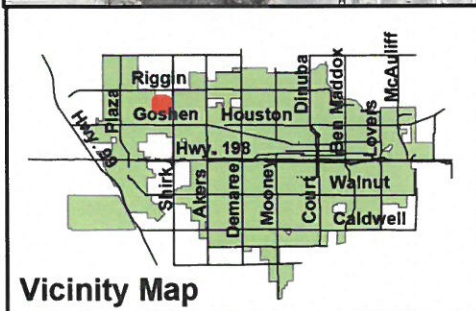 Riggin
Goshen
Houston
Hwy. 198
Walnut
Caldwell
Hwy. 99
Plaza
Shirk
Akers
Demaree
Mooney
Court
Dinuba
Ben Maddox
Lovers
McAuliff
Vicinity Map